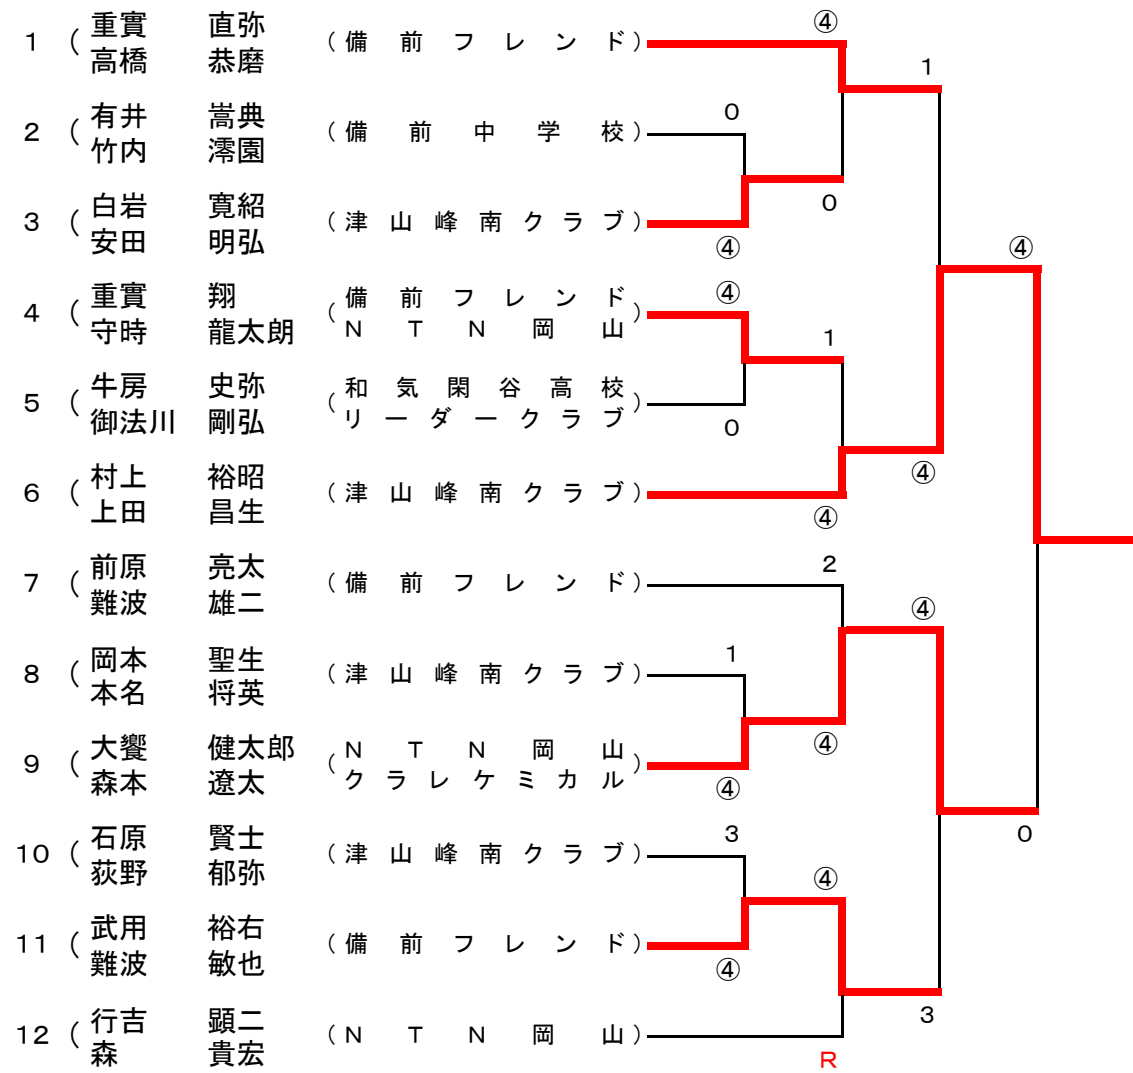 ④
1 ( 重實 直弥 ( 備前フレンド )
高橋 恭磨
1
0
2 ( 有井 嵩典 ( 備前中学校 )
竹内 澪園
3 ( 白岩 寛紹 ( 津山峰南クラブ )
安田 明弘
0
④
④
④
4 ( 重實 翔 ( 備前フレンド
守時 龍太朗 NTN岡山 )
1
5 ( 牛房 史弥 ( 和気閑谷高校
御法川 剛弘 リーダークラブ )
0
④
6 ( 村上 裕昭 ( 津山峰南クラブ )
上田 昌生
④
2
7 ( 前原 亮太 ( 備前フレンド )
難波 雄二
④
1
8 ( 岡本 聖生 ( 津山峰南クラブ )
本名 将英
④
9 ( 大饗 健太郎 ( NTN岡山
森本 遼太 クラレケミカル )
④
3
0
10 ( 石原 賢士 ( 津山峰南クラブ )
荻野 郁弥
④
11 ( 武用 裕右 ( 備前フレンド )
難波 敏也
④
3
12 ( 行吉 顕二 ( NTN岡山 )
森 貴宏
R